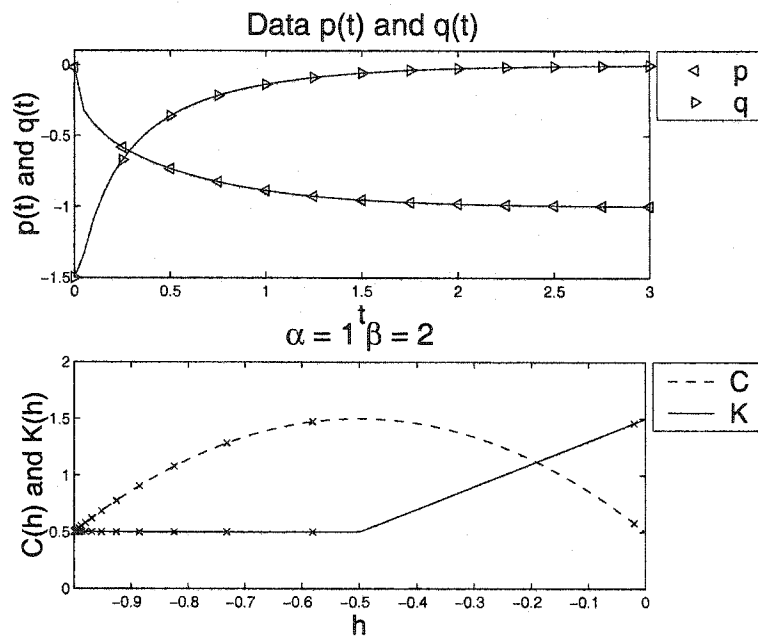 Data p(t) and q(t)
p(t) and q(t)
0
-0.5
-1
-1.5
0
0.5
1
1.5
2
2.5
3
t
p
q
α = 1 β = 2
C(h) and K(h)
2
1.5
1
0.5
0
-0.9
-0.8
-0.7
-0.6
-0.5
-0.4
-0.3
-0.2
-0.1
0
h
C
K